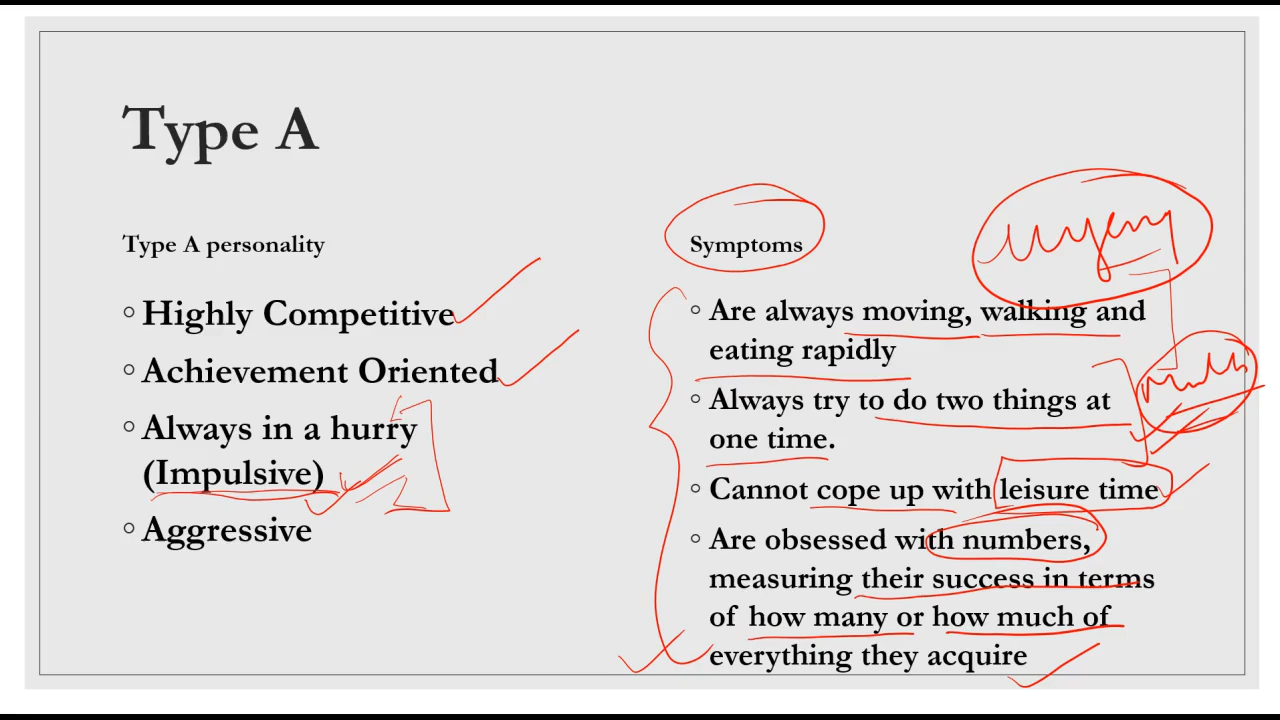 Type A
Type A personality
◦ Highly Competitive
◦ Achievement Oriented
◦ Always in a hurry
(Impulsive)
◦ Aggressive
Symptoms
◦ Are always moving, walking and
eating rapidly
◦ Always try to do two things at
one time.
◦ Cannot cope up with leisure time
◦ Are obsessed with numbers,
measuring their success in terms
of how many or how much of
everything they acquire